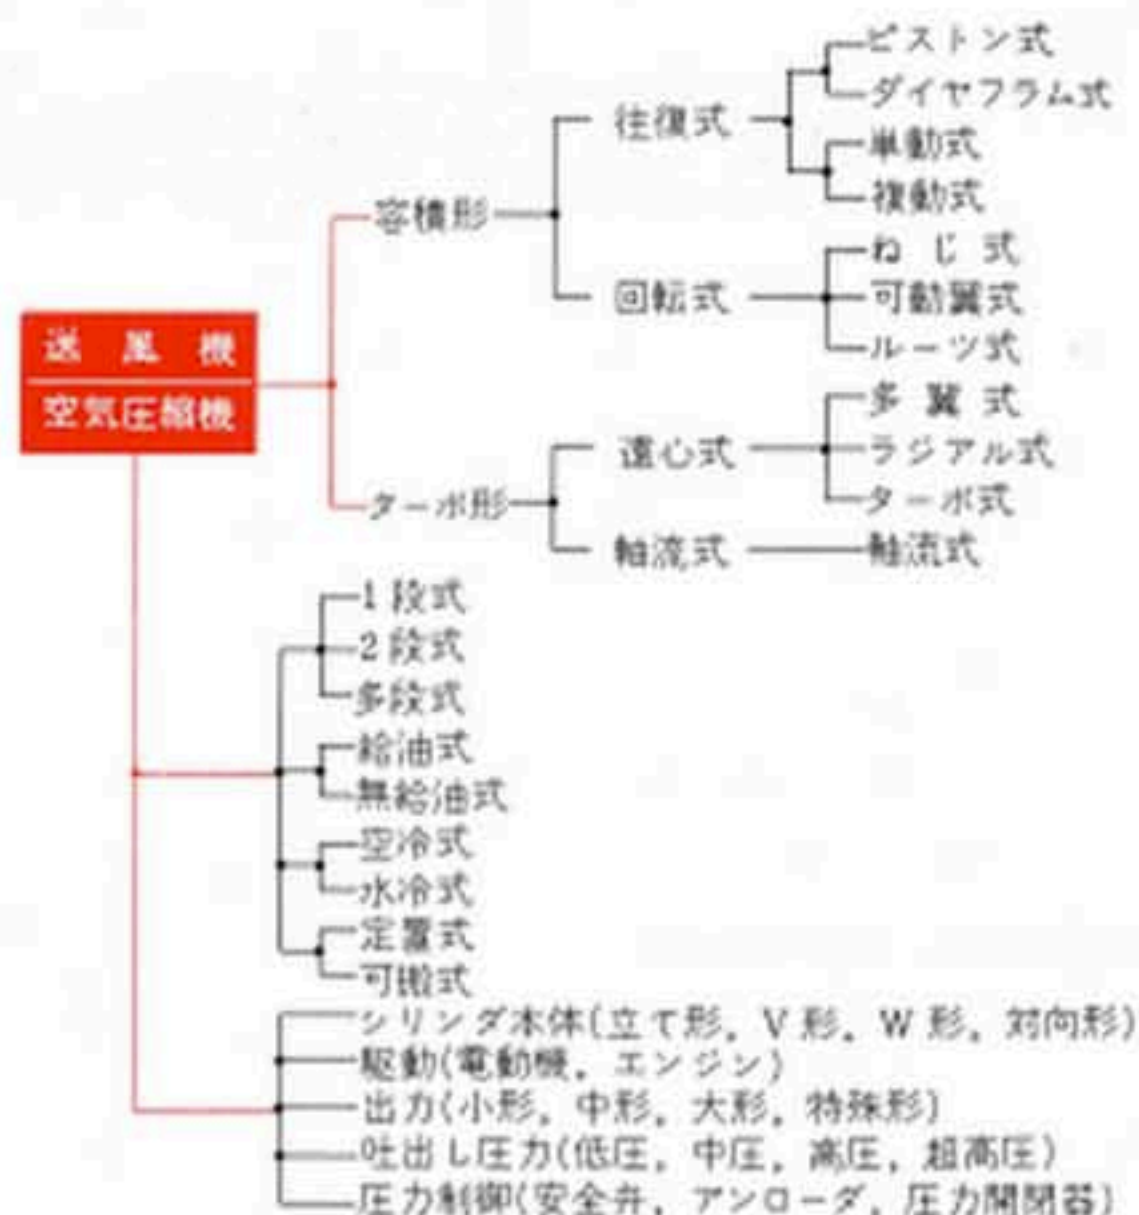 ピストン式
ダイヤフラム式
往復式
単動式
複動式
容積形
ねじ式
回転式
可動翼式
ルーツ式
送風機
空気圧縮機
多翼式
遠心式
ラジアル式
ターボ形
ターボ式
軸流式
軸流式
1段式
2段式
多段式
給油式
無給油式
空冷式
水冷式
定置式
可搬式
シリンダ本体(立て形, V形, W形, 対向形)
駆動(電動機, エンジン)
出力(小形, 中形, 大形, 特殊形)
吐出し圧力(低圧, 中圧, 高圧, 超高圧)
圧力制御(安全弁, アンローダ, 圧力開閉器)